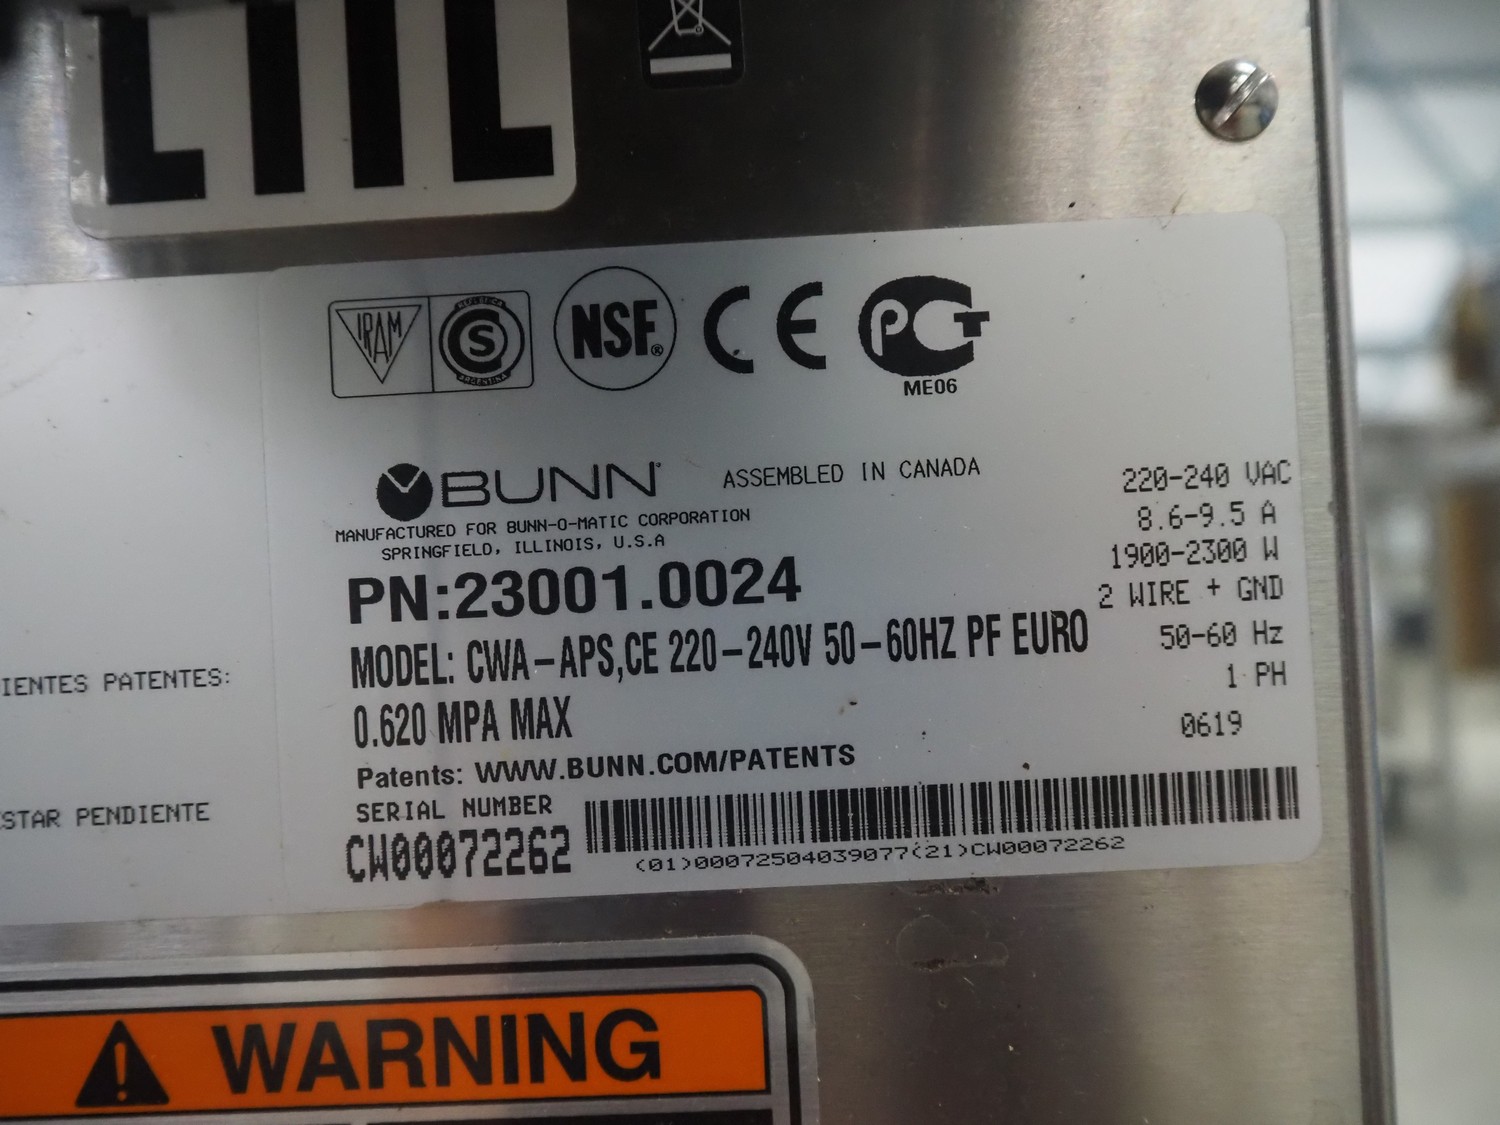 ETL
IRAM
S
ARGENTINA
NSF®
CE
PCT
ME06
BUNN®
ASSEMBLED IN CANADA
MANUFACTURED FOR BUNN-O-MATIC CORPORATION
SPRINGFIELD, ILLINOIS, U.S.A
PN:23001.0024
MODEL: CWA-APS,CE 220-240V 50-60HZ PF EURO
0.620 MPA MAX
Patents: WWW.BUNN.COM/PATENTS
220-240 VAC
8.6-9.5 A
1900-2300 W
2 WIRE + GND
50-60 Hz
1 PH
0619
SERIAL NUMBER
CW00072262
(01)00072504039077(21)CW00072262
IENTES PATENTES:
STAR PENDIENTE
WARNING